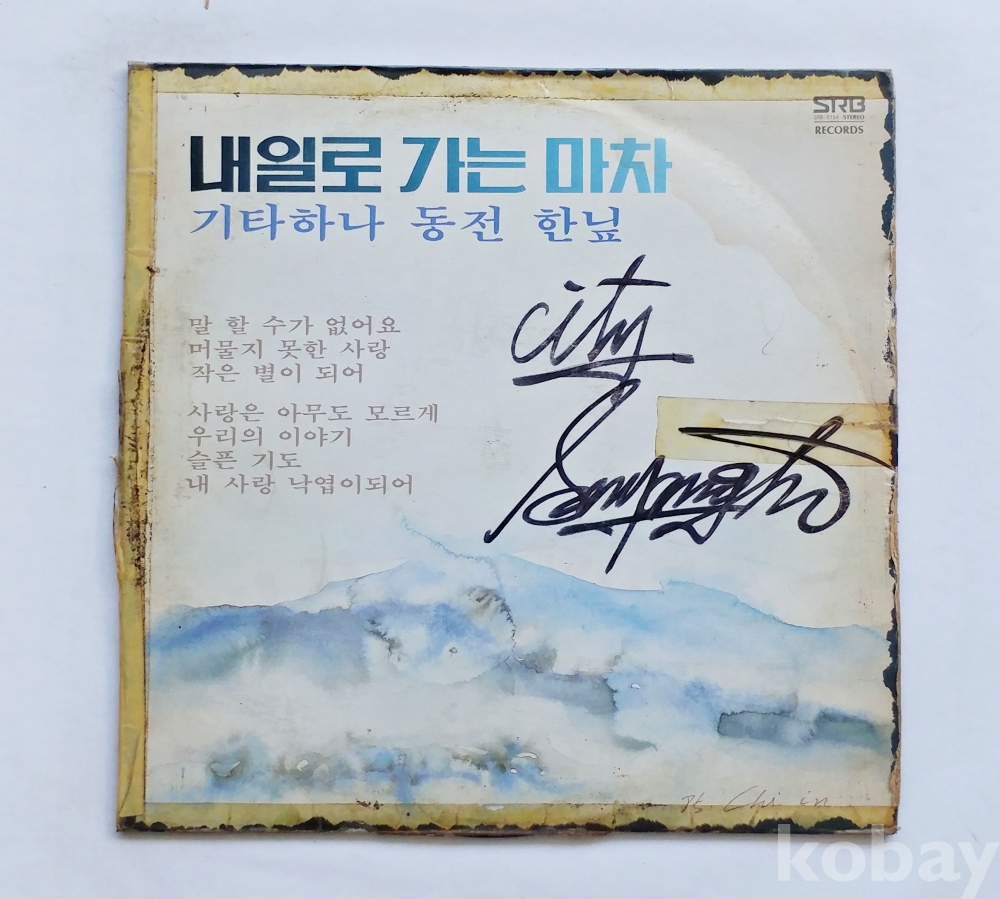 SRB
STEREO
RECORDS
내일로 가는 마차
기타하나 동전 한닢
말 할 수가 없어요
머물지 못한 사랑
작은 별이 되어
사랑은 아무도 모르게
우리의 이야기
슬픈 기도
내 사랑 낙엽이되어
city
Chi in
kobay